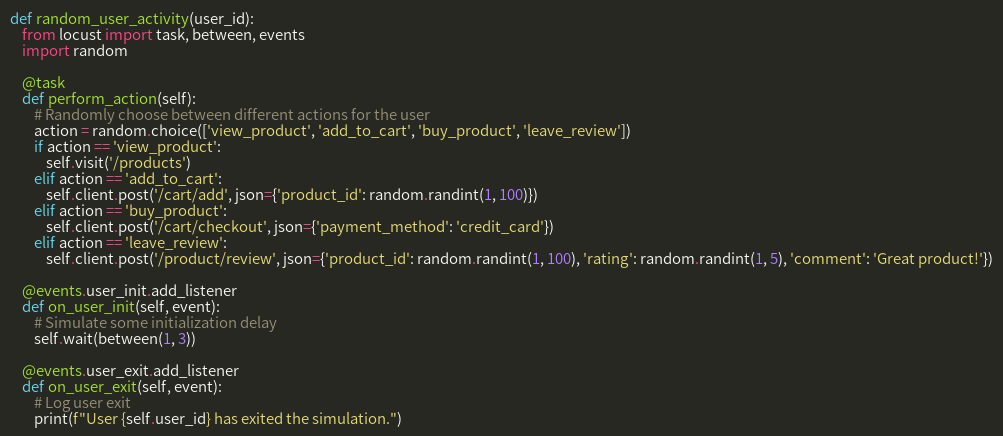 def random_user_activity(user_id):
    from locust import task, between, events
    import random

    @task
    def perform_action(self):
        # Randomly choose between different actions for the user
        action = random.choice(['view_product', 'add_to_cart', 'buy_product', 'leave_review'])
        if action == 'view_product':
            self.visit('/products')
        elif action == 'add_to_cart':
            self.client.post('/cart/add', json={'product_id': random.randint(1, 100)})
        elif action == 'buy_product':
            self.client.post('/cart/checkout', json={'payment_method': 'credit_card'})
        elif action == 'leave_review':
            self.client.post('/product/review', json={'product_id': random.randint(1, 100), 'rating': random.randint(1, 5), 'comment': 'Great product!'})

    @events.user_init.add_listener
    def on_user_init(self, event):
        # Simulate some initialization delay
        self.wait(between(1, 3))

    @events.user_exit.add_listener
    def on_user_exit(self, event):
        # Log user exit
        print(f"User {self.user_id} has exited the simulation.")